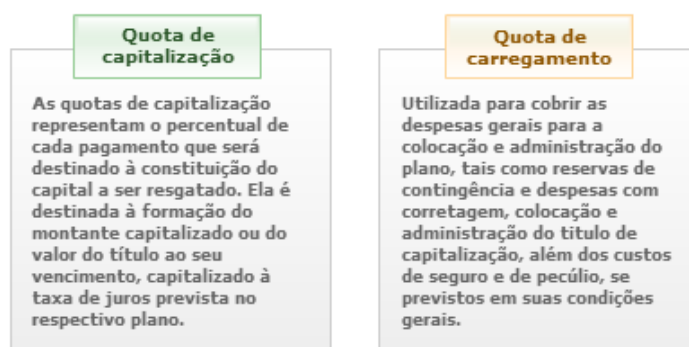 Quota de
capitalização
As quotas de capitalização
representam o percentual de
cada pagamento que será
destinado à constituição do
capital a ser resgatado. Ela é
destinada à formação do
montante capitalizado ou do
valor do título ao seu
vencimento, capitalizado à
taxa de juros prevista no
respectivo plano.
Quota de
carregamento
Utilizada para cobrir as
despesas gerais para a
colocação e administração do
plano, tais como reservas de
contingência e despesas com
corretagem, colocação e
administração do titulo de
capitalização, além dos custos
de seguro e de pecúlio, se
previstos em suas condições
gerais.